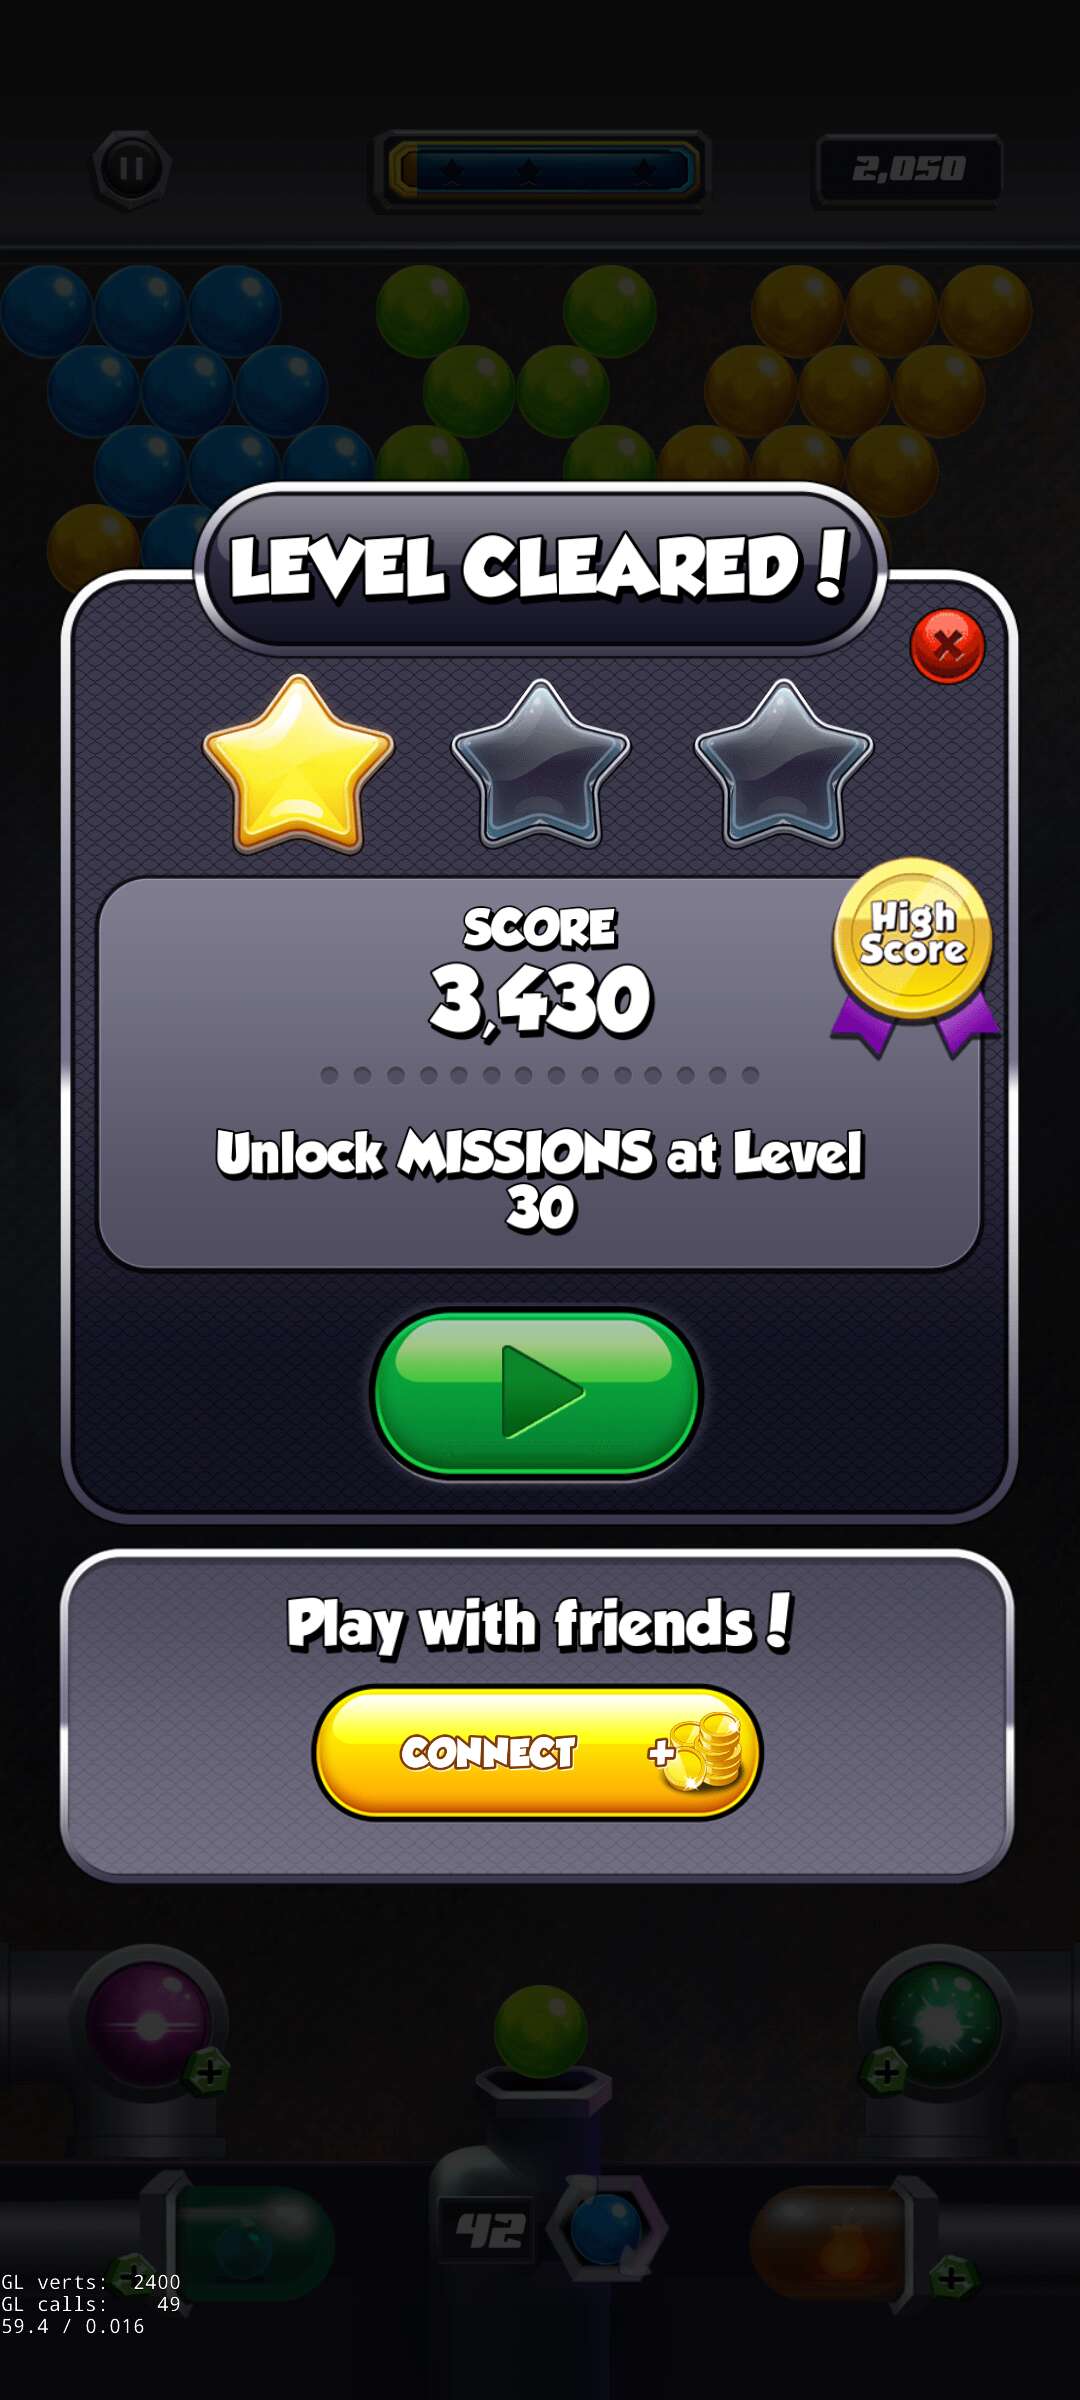 2,050
LEVEL CLEARED!
High
Score
SCORE
3,430
Unlock MISSIONS at Level
30
Play with friends!
CONNECT +
42
GL verts: 2400
GL calls: 49
59.4 / 0.016